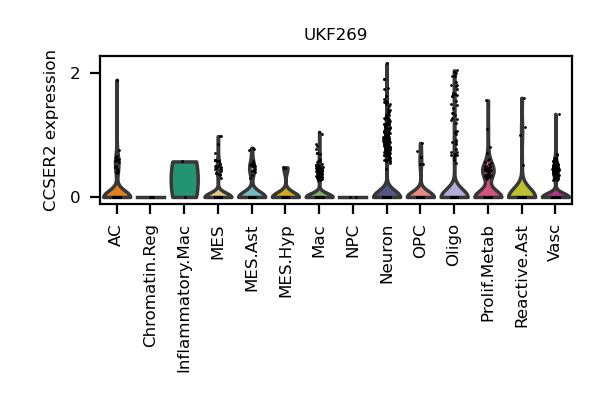 UKF269
CCSER2 expression
2
0
AC
Chromatin.Reg
Inflammatory.Mac
MES
MES.Ast
MES.Hyp
Mac
NPC
Neuron
OPC
Oligo
Prolif.Metab
Reactive.Ast
Vasc